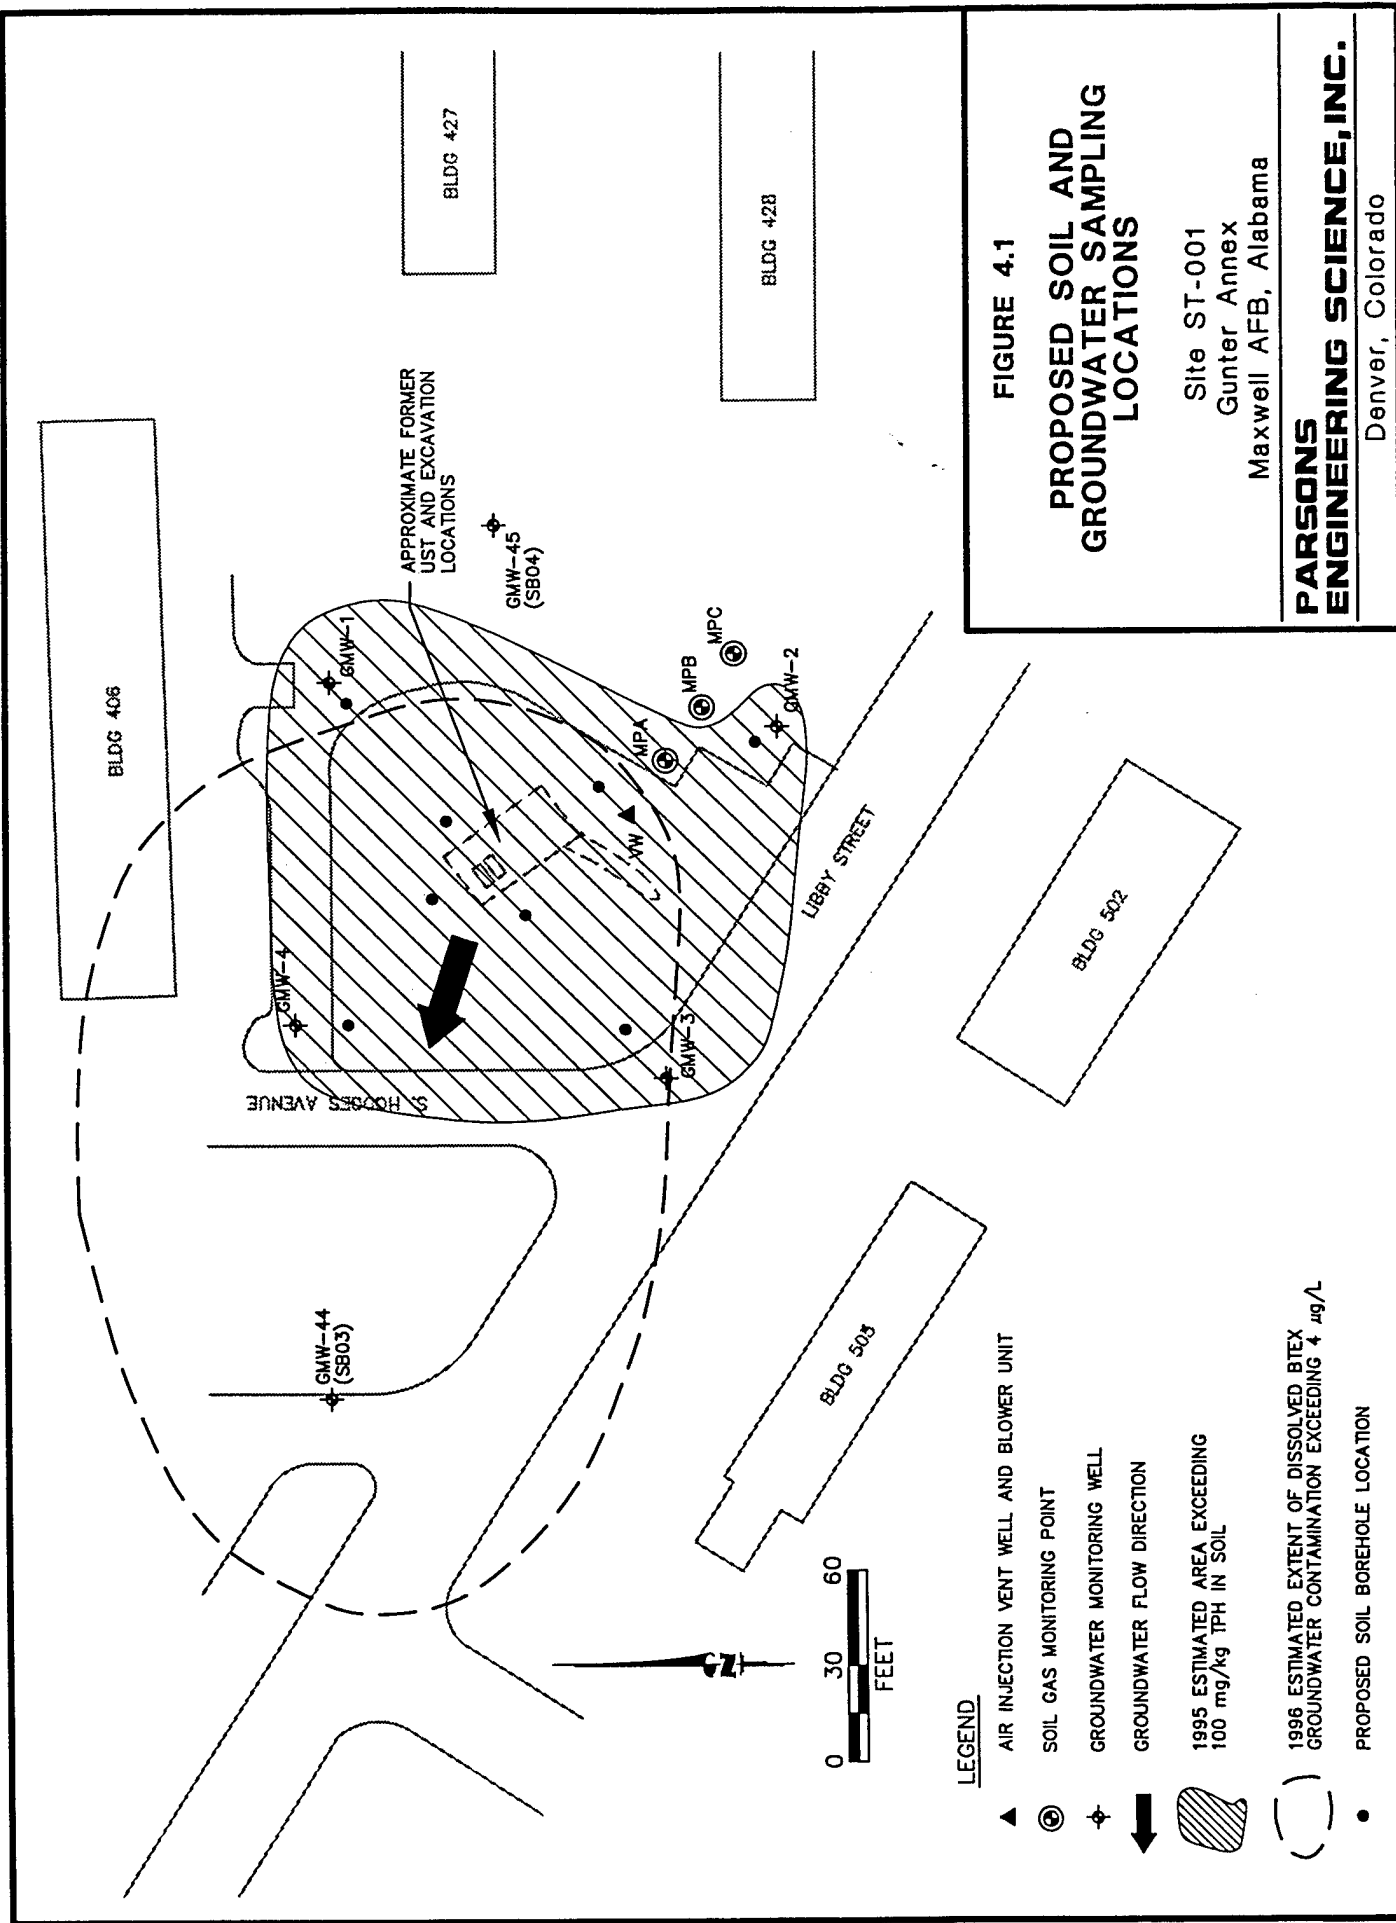 BLDG 406
BLDG 427
BLDG 428
APPROXIMATE FORMER
UST AND EXCAVATION
LOCATIONS
GMW-45
(SB04)
GMW-1
GMW-4
GMW-44
(SB03)
S. HODGES AVENUE
MPA
MPB
MPC
GMW-2
VW
GMW-3
LIBBY STREET
BLDG 502
BLDG 503
N
0 30 60
FEET
LEGEND
AIR INJECTION VENT WELL AND BLOWER UNIT
SOIL GAS MONITORING POINT
GROUNDWATER MONITORING WELL
GROUNDWATER FLOW DIRECTION
1995 ESTIMATED AREA EXCEEDING
100 mg/kg TPH IN SOIL
1996 ESTIMATED EXTENT OF DISSOLVED BTEX
GROUNDWATER CONTAMINATION EXCEEDING 4 µg/L
PROPOSED SOIL BOREHOLE LOCATION
FIGURE 4.1
PROPOSED SOIL AND
GROUNDWATER SAMPLING
LOCATIONS
Site ST-001
Gunter Annex
Maxwell AFB, Alabama
PARSONS
ENGINEERING SCIENCE, INC.
Denver, Colorado